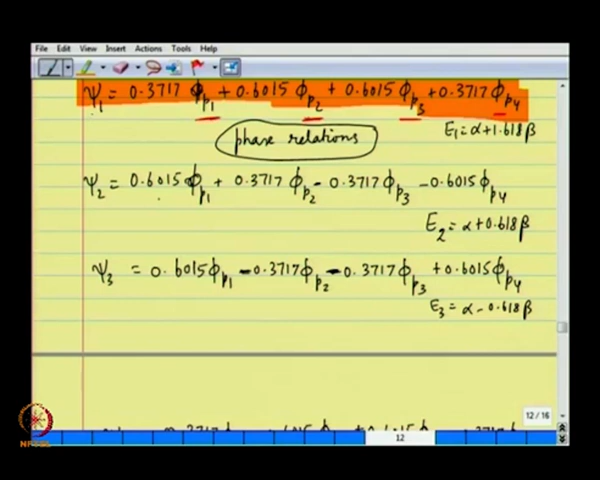 File Edit View Insert Actions Tools Help
Ψ₁ = 0.3717 ϕp₁ + 0.6015 ϕp₂ + 0.6015 ϕp₃ + 0.3717 ϕp₄
E₁ = α + 1.618 β
phase relations
Ψ₂ = 0.6015 ϕp₁ + 0.3717 ϕp₂ - 0.3717 ϕp₃ - 0.6015 ϕp₄
E₂ = α + 0.618 β
Ψ₃ = 0.6015 ϕp₁ - 0.3717 ϕp₂ - 0.3717 ϕp₃ + 0.6015 ϕp₄
E₃ = α - 0.618 β
12/16
NPTEL
12